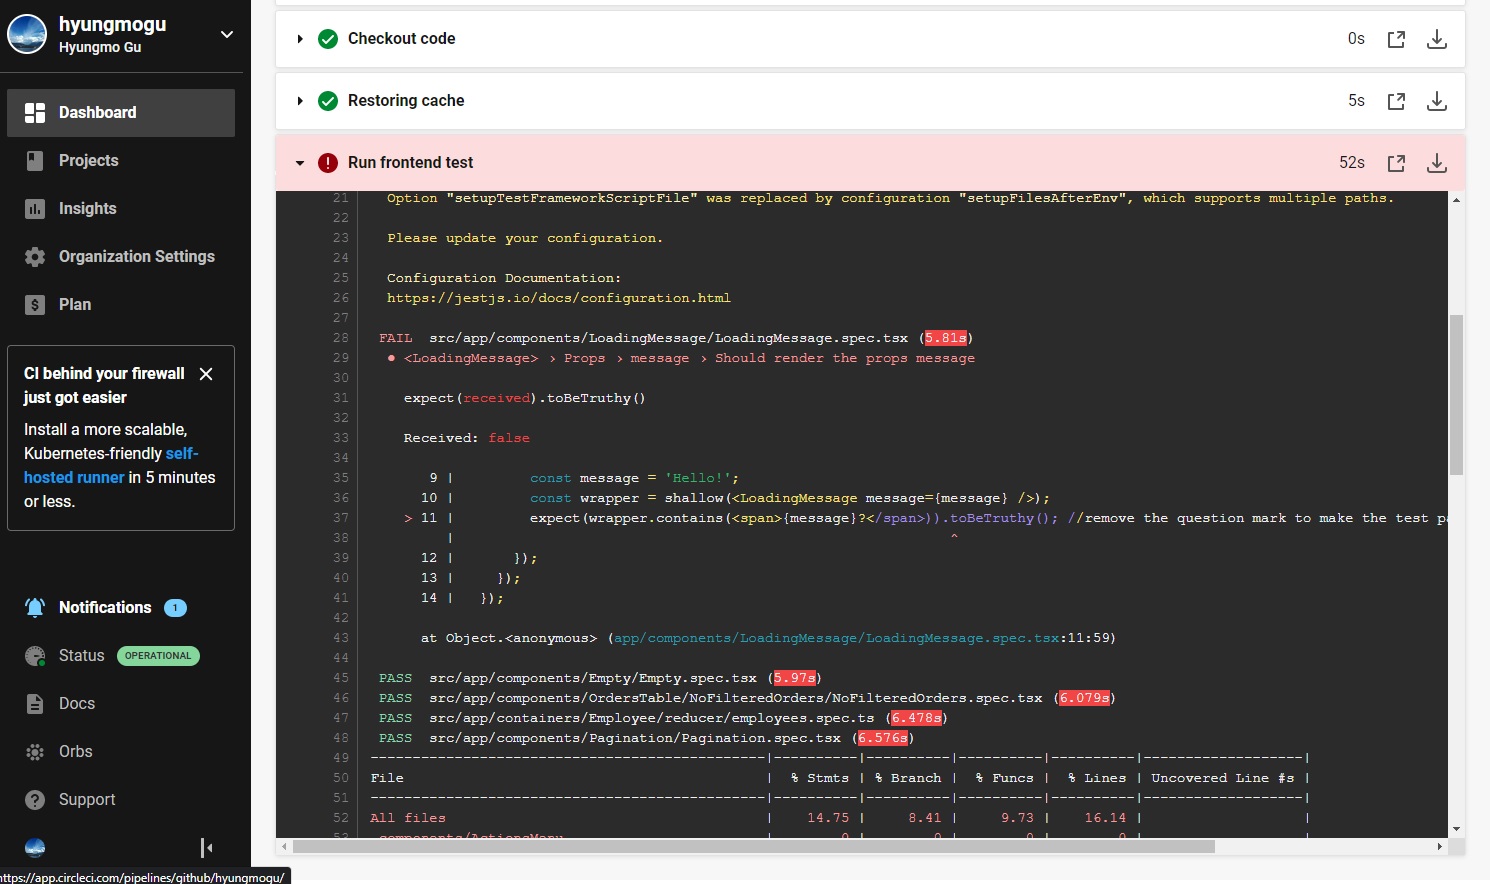 hyungmogu
Hyungmo Gu
Dashboard
Projects
Insights
Organization Settings
Plan
CI behind your firewall
just got easier
Install a more scalable,
Kubernetes-friendly self-
hosted runner in 5 minutes
or less.
Notifications 1
Status OPERATIONAL
Docs
Orbs
Support
https://app.circleci.com/pipelines/github/hyungmogu/
Checkout code 0s
Restoring cache 5s
Run frontend test 52s
21 Option "setupTestFrameworkScriptFile" was replaced by configuration "setupFilesAfterEnv", which supports multiple paths.
22
23 Please update your configuration.
24
25 Configuration Documentation:
26 https://jestjs.io/docs/configuration.html
27
28 FAIL src/app/components/LoadingMessage/LoadingMessage.spec.tsx (5.81s)
29 ● <LoadingMessage> › Props › message › Should render the props message
30
31 expect(received).toBeTruthy()
32
33 Received: false
34
35 9 | const message = 'Hello!';
36 10 | const wrapper = shallow(<LoadingMessage message={message} />);
37 > 11 | expect(wrapper.contains(<span>{message}?</span>)).toBeTruthy(); //remove the question mark to make the test p
38 | ^
39 12 | });
40 13 | });
41 14 | });
42
43 at Object.<anonymous> (app/components/LoadingMessage/LoadingMessage.spec.tsx:11:59)
44
45 PASS src/app/components/Empty/Empty.spec.tsx (5.97s)
46 PASS src/app/components/OrdersTable/NoFilteredOrders/NoFilteredOrders.spec.tsx (6.079s)
47 PASS src/app/containers/Employee/reducer/employees.spec.ts (6.478s)
48 PASS src/app/components/Pagination/Pagination.spec.tsx (6.576s)
49 -----------------------------------------------|----------|----------|----------|----------|-------------------|
50 File | % Stmts | % Branch | % Funcs | % Lines | Uncovered Line #s |
51 -----------------------------------------------|----------|----------|----------|----------|-------------------|
52 All files | 14.75 | 8.41 | 9.73 | 16.14 | |
53 components/ActionsMenu | 0 | 0 | 0 | 0 | |